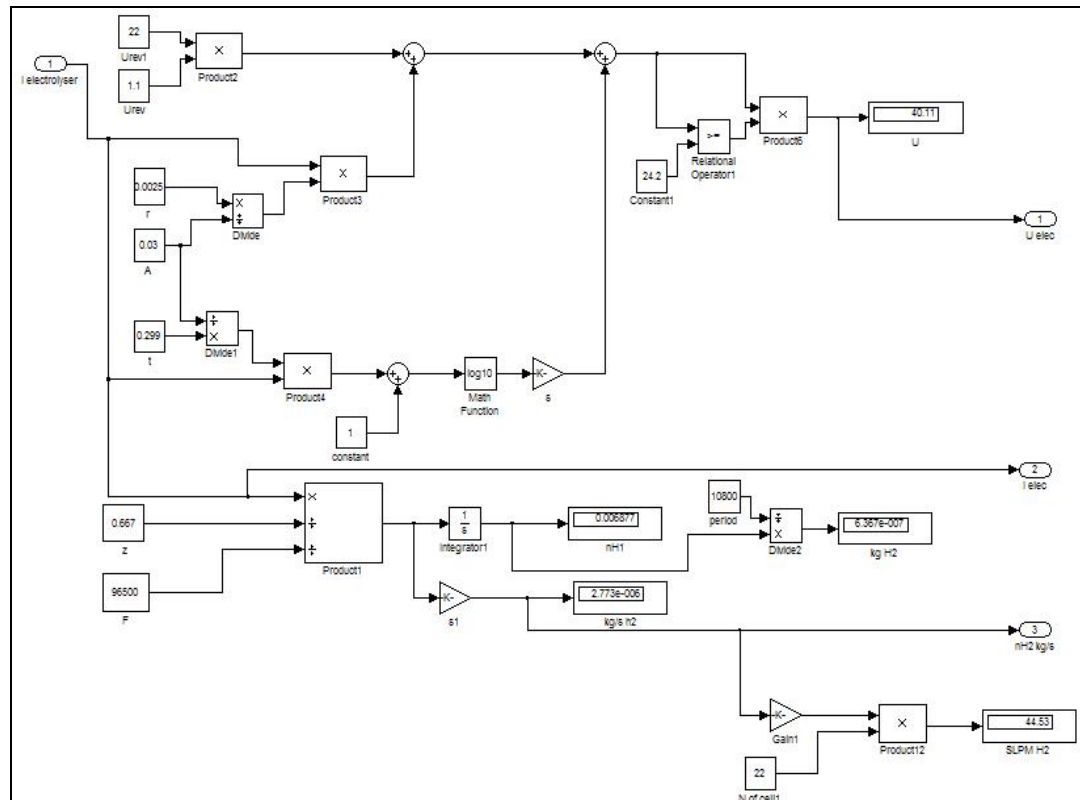 22
Urev1
1
I electrolyser
1.1
Urev
×
Product2
++
++
×
Product3
0.0025
r
×
÷
Divide
0.03
A
>=
Relational
Operator1
24.2
Constant1
×
Product6
40.11
U
1
U elec
0.299
t
÷
×
Divide1
×
Product4
++
1
constant
log10
Math
Function
-K-
s
2
I elec
0.667
z
96500
F
×
÷
÷
Product1
1
s
Integrator1
0.006877
nH1
10800
period
÷
×
Divide2
6.367e-007
kg H2
-K-
s1
2.773e-006
kg/s h2
3
nH2 kg/s
-K-
Gain1
22
N of cell1
×
Product12
44.53
SLPM H2